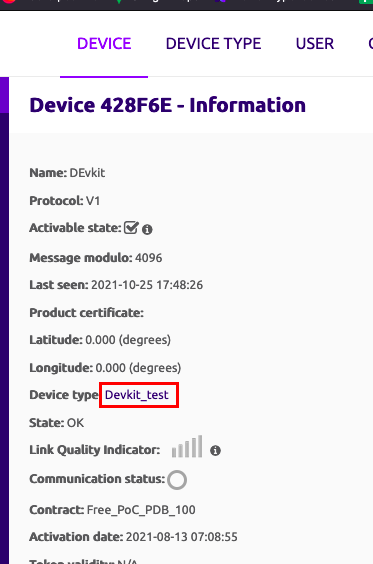 DEVICE DEVICE TYPE USER
Device 428F6E - Information
Name: DEvkit
Protocol: V1
Activable state:
Message modulo: 4096
Last seen: 2021-10-25 17:48:26
Product certificate:
Latitude: 0.000 (degrees)
Longitude: 0.000 (degrees)
Device type: Devkit_test
State: OK
Link Quality Indicator:
Communication status:
Contract: Free_PoC_PDB_100
Activation date: 2021-08-13 07:08:55
Token validity: N/A